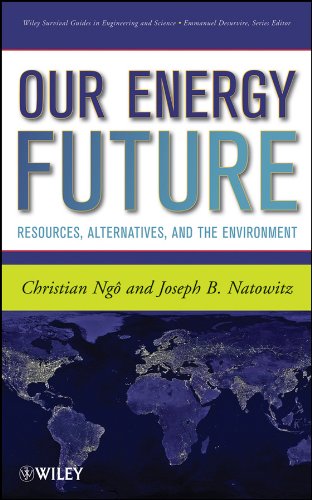 Wiley Survival Guides in Engineering and Science • Emmanuel Desurvire, Series Editor
OUR ENERGY
FUTURE
RESOURCES, ALTERNATIVES, AND THE ENVIRONMENT
Christian Ngô and Joseph B. Natowitz
WILEY